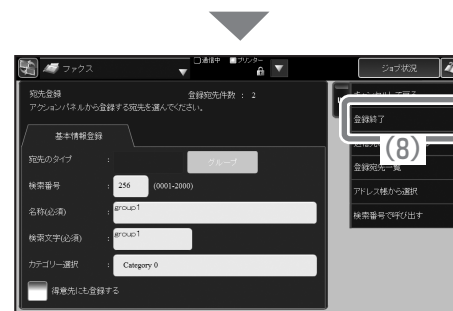 ファクス
通信中 プリンター
ジョブ状況
宛先登録
登録宛先件数 : 2
アクションパネルから登録する宛先を選んでください。
基本情報登録
宛先のタイプ :
グループ
検索番号 : 256 (0001-2000)
名称(必須) : group1
検索文字(必須) : group1
カテゴリー選択 : Category 0
得意先にも登録する
登録終了
(8)
登録宛先一覧
アドレス帳から選択
検索番号で呼び出す